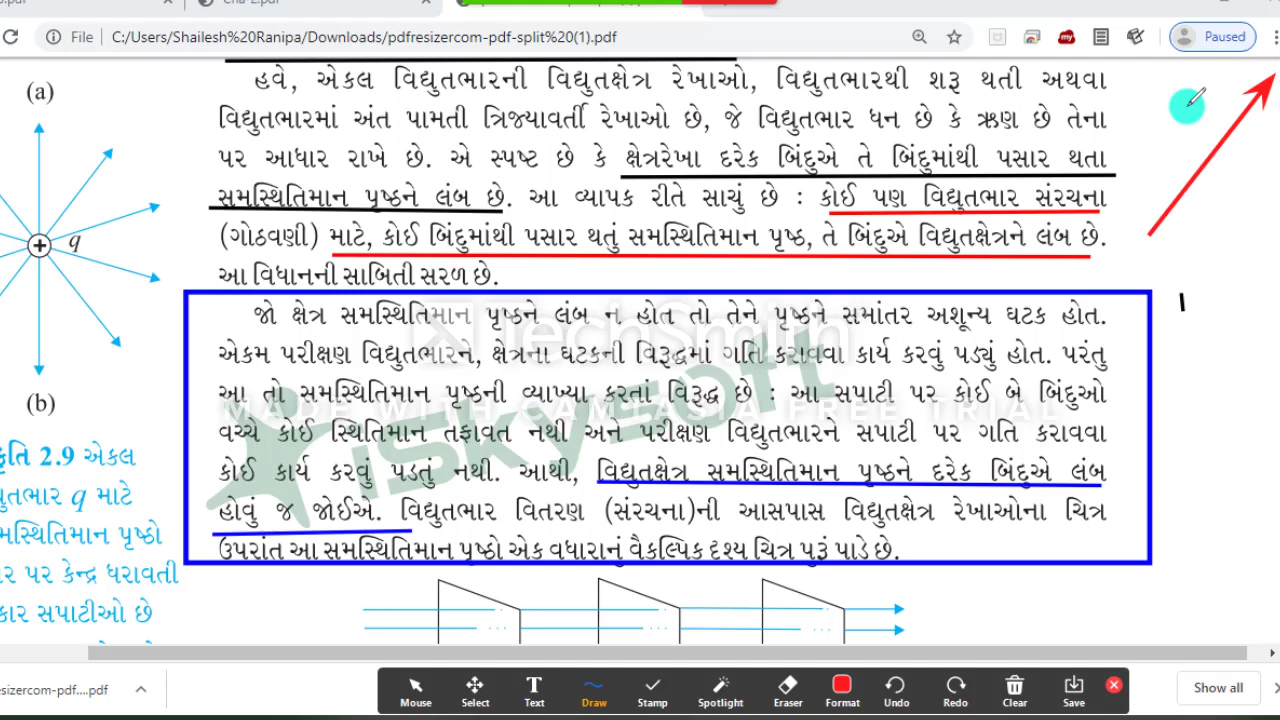 Cha-2.pdf
File C:/Users/Shailesh%20Ranipa/Downloads/pdfresizercom-pdf-split%20(1).pdf
Paused
(a)
હવે, એકલ વિદ્યુતભારની વિદ્યુતક્ષેત્ર રેખાઓ, વિદ્યુતભારથી શરૂ થતી અથવા
વિદ્યુતભારમાં અંત પામતી ત્રિજ્યાવર્તી રેખાઓ છે, જે વિદ્યુતભાર ધન છે કે ઋણ છે તેના
પર આધાર રાખે છે. એ સ્પષ્ટ છે કે ક્ષેત્રરેખા દરેક બિંદુએ તે બિંદુમાંથી પસાર થતા
સમસ્થિતિમાન પૃષ્ઠને લંબ છે. આ વ્યાપક રીતે સાચું છે : કોઈ પણ વિદ્યુતભાર સંરચના
(ગોઠવણી) માટે, કોઈ બિંદુમાંથી પસાર થતું સમસ્થિતિમાન પૃષ્ઠ, તે બિંદુએ વિદ્યુતક્ષેત્રને લંબ છે.
આ વિધાનની સાબિતી સરળ છે.
q
જો ક્ષેત્ર સમસ્થિતિમાન પૃષ્ઠને લંબ ન હોત તો તેને પૃષ્ઠને સમાંતર અશૂન્ય ઘટક હોત.
એકમ પરીક્ષણ વિદ્યુતભારને, ક્ષેત્રના ઘટકની વિરૂદ્ધમાં ગતિ કરાવવા કાર્ય કરવું પડ્યું હોત. પરંતુ
આ તો સમસ્થિતિમાન પૃષ્ઠની વ્યાખ્યા કરતાં વિરૂદ્ધ છે : આ સપાટી પર કોઈ બે બિંદુઓ
વચ્ચે કોઈ સ્થિતિમાન તફાવત નથી અને પરીક્ષણ વિદ્યુતભારને સપાટી પર ગતિ કરાવવા
કોઈ કાર્ય કરવું પડતું નથી. આથી, વિદ્યુતક્ષેત્ર સમસ્થિતિમાન પૃષ્ઠને દરેક બિંદુએ લંબ
હોવું જ જોઈએ. વિદ્યુતભાર વિતરણ (સંરચના)ની આસપાસ વિદ્યુતક્ષેત્ર રેખાઓના ચિત્ર
ઉપરાંત આ સમસ્થિતિમાન પૃષ્ઠો એક વધારાનું વૈકલ્પિક દૃશ્ય ચિત્ર પુરૂં પાડે છે.
TechSmith
MADE WITH CAMTASIA FREE TRIAL
iSkysoft
(b)
2.9 એકલ
q માટે
પૃષ્ઠો
પર કેન્દ્ર ધરાવતી
સપાટીઓ છે
Mouse Select Text Draw Stamp Spotlight Eraser Format Undo Redo Clear Save
Show all